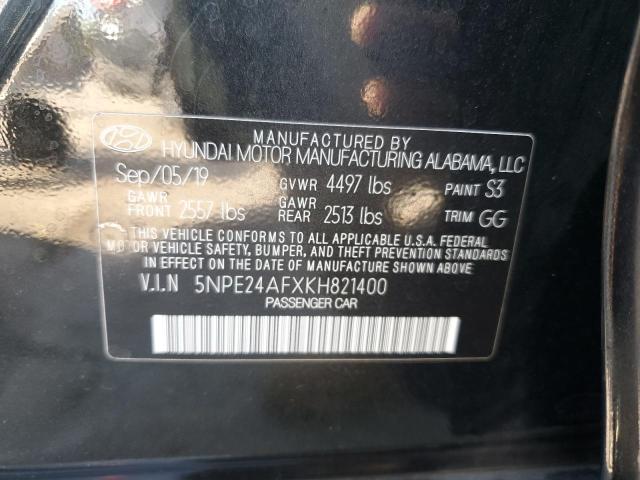 MANUFACTURED BY
HYUNDAI MOTOR MANUFACTURING ALABAMA, LLC
Sep/05/19 GVWR 4497 lbs PAINT S3
GAWR FRONT 2557 lbs GAWR REAR 2513 lbs TRIM GG
THIS VEHICLE CONFORMS TO ALL APPLICABLE U.S.A. FEDERAL
MOTOR VEHICLE SAFETY, BUMPER, AND THEFT PREVENTION STANDARDS
IN EFFECT ON THE DATE OF MANUFACTURE SHOWN ABOVE.
V.I.N 5NPE24AFXKH821400
PASSENGER CAR